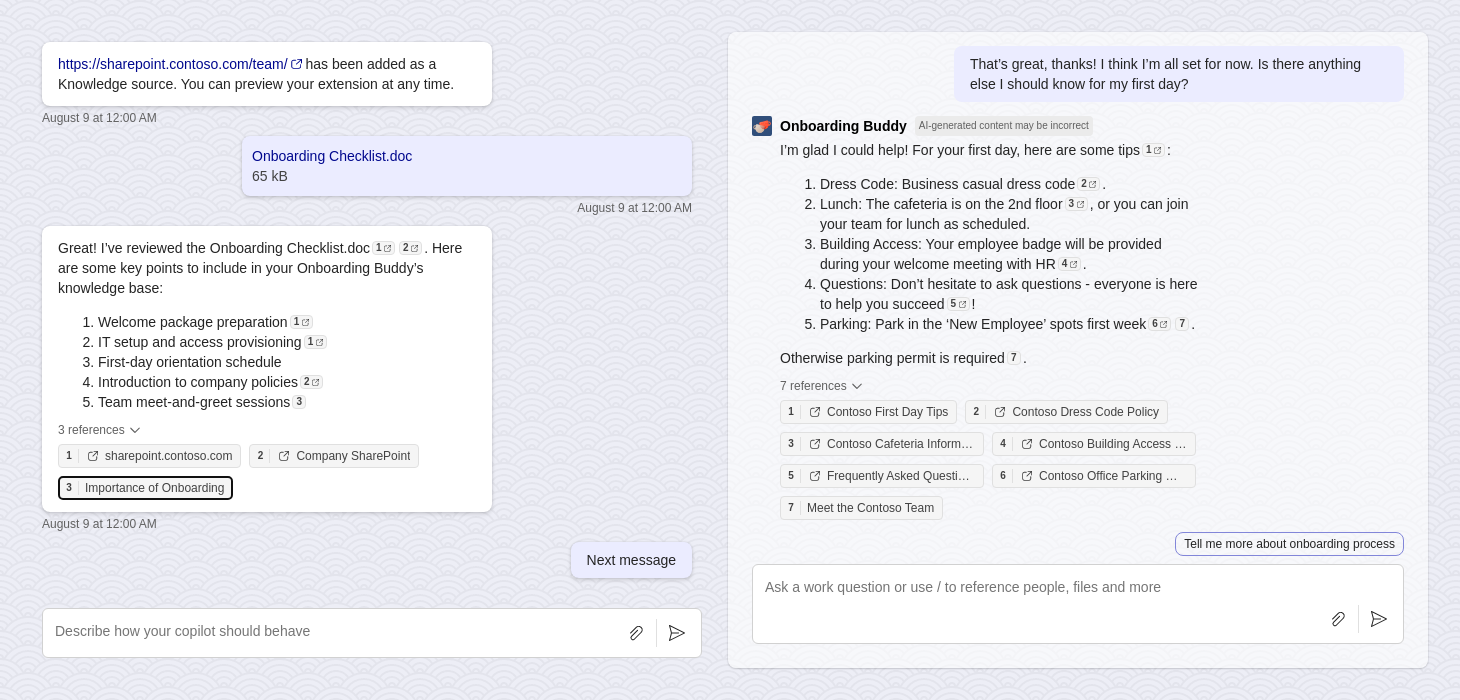 https://sharepoint.contoso.com/team/ has been added as a
Knowledge source. You can preview your extension at any time.
August 9 at 12:00 AM
Onboarding Checklist.doc
65 kB
August 9 at 12:00 AM
Great! I’ve reviewed the Onboarding Checklist.doc 1 2 . Here
are some key points to include in your Onboarding Buddy’s
knowledge base:
1. Welcome package preparation 1
2. IT setup and access provisioning 1
3. First-day orientation schedule
4. Introduction to company policies 2
5. Team meet-and-greet sessions 3
3 references
1 sharepoint.contoso.com 2 Company SharePoint
3 Importance of Onboarding
August 9 at 12:00 AM
Next message
Describe how your copilot should behave
That’s great, thanks! I think I’m all set for now. Is there anything
else I should know for my first day?
Onboarding Buddy AI-generated content may be incorrect
I’m glad I could help! For your first day, here are some tips 1 :
1. Dress Code: Business casual dress code 2 .
2. Lunch: The cafeteria is on the 2nd floor 3 , or you can join
your team for lunch as scheduled.
3. Building Access: Your employee badge will be provided
during your welcome meeting with HR 4 .
4. Questions: Don’t hesitate to ask questions - everyone is here
to help you succeed 5 !
5. Parking: Park in the ‘New Employee’ spots first week 6 7 .
Otherwise parking permit is required 7 .
7 references
1 Contoso First Day Tips 2 Contoso Dress Code Policy
3 Contoso Cafeteria Inform… 4 Contoso Building Access …
5 Frequently Asked Questi… 6 Contoso Office Parking …
7 Meet the Contoso Team
Tell me more about onboarding process
Ask a work question or use / to reference people, files and more